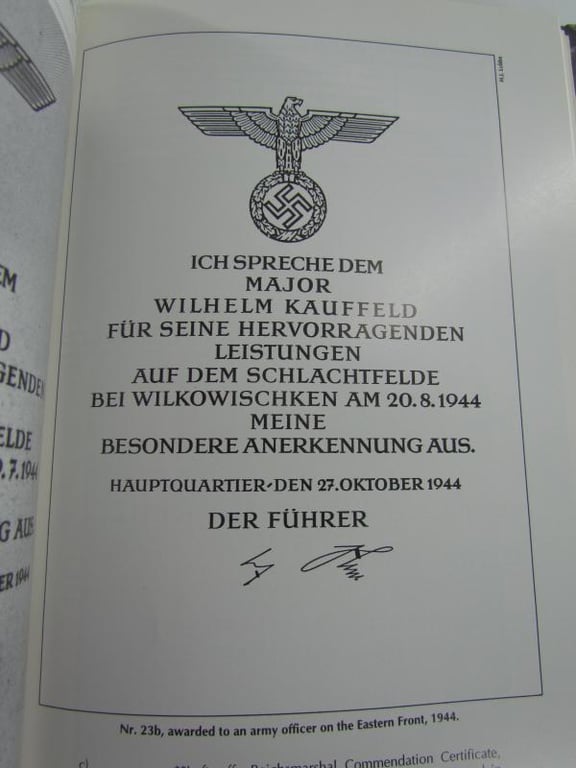 ICH SPRECHE DEM
MAJOR
WILHELM KAUFFELD
FÜR SEINE HERVORRAGENDEN
LEISTUNGEN
AUF DEM SCHLACHTFELDE
BEI WILKOWISCHKEN AM 20.8.1944
MEINE
BESONDERE ANERKENNUNG AUS.
HAUPTQUARTIER·DEN 27.OKTOBER 1944
DER FÜHRER
Nr. 23b, awarded to an army officer on the Eastern Front, 1944.
c)
Reichsmarshal Commendation Certificate,